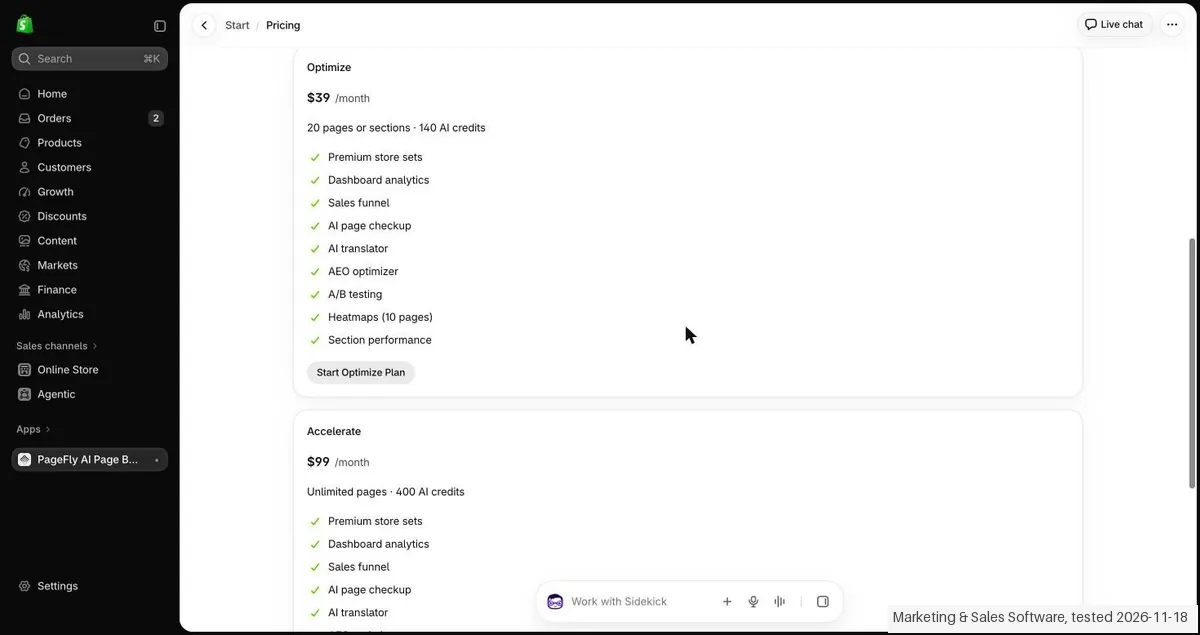 Search ⌘K
Home
Orders 2
Products
Customers
Growth
Discounts
Content
Markets
Finance
Analytics
Sales channels
Online Store
Agentic
Apps
PageFly AI Page B...
Settings
Start / Pricing
Live chat
Optimize
$39 /month
20 pages or sections · 140 AI credits
Premium store sets
Dashboard analytics
Sales funnel
AI page checkup
AI translator
AEO optimizer
A/B testing
Heatmaps (10 pages)
Section performance
Start Optimize Plan
Accelerate
$99 /month
Unlimited pages · 400 AI credits
Premium store sets
Dashboard analytics
Sales funnel
AI page checkup
AI translator
Work with Sidekick
Marketing & Sales Software, tested 2026-11-18